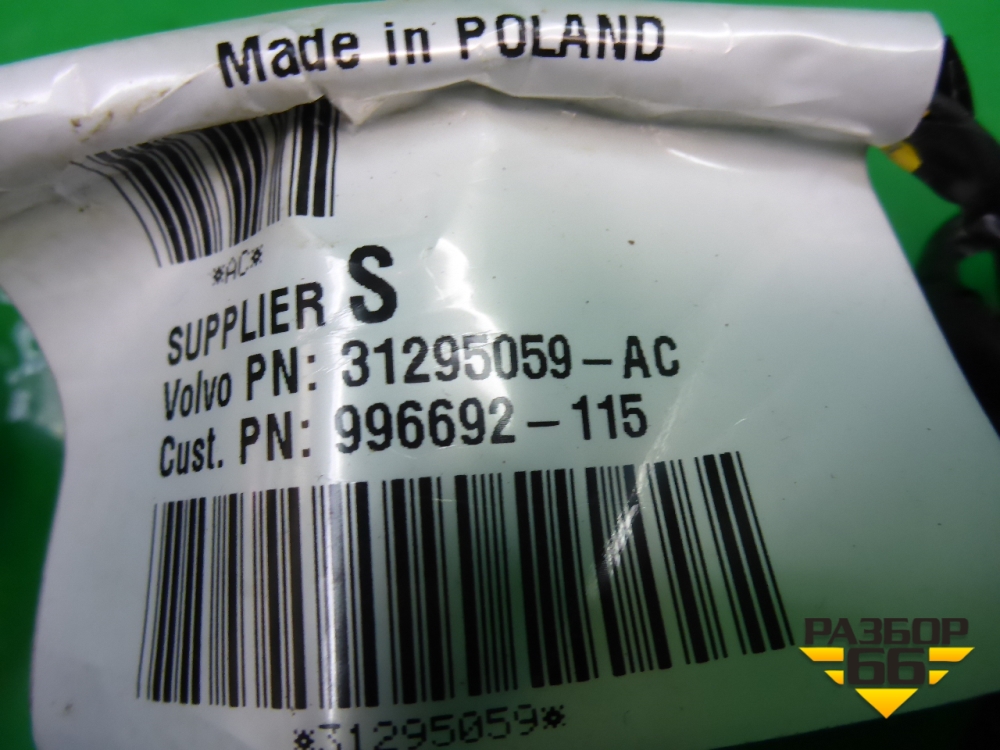 Made in POLAND
*AC*
SUPPLIER S
Volvo PN: 31295059-AC
Cust. PN: 996692-115
*31295059*
РАЗБОР
66